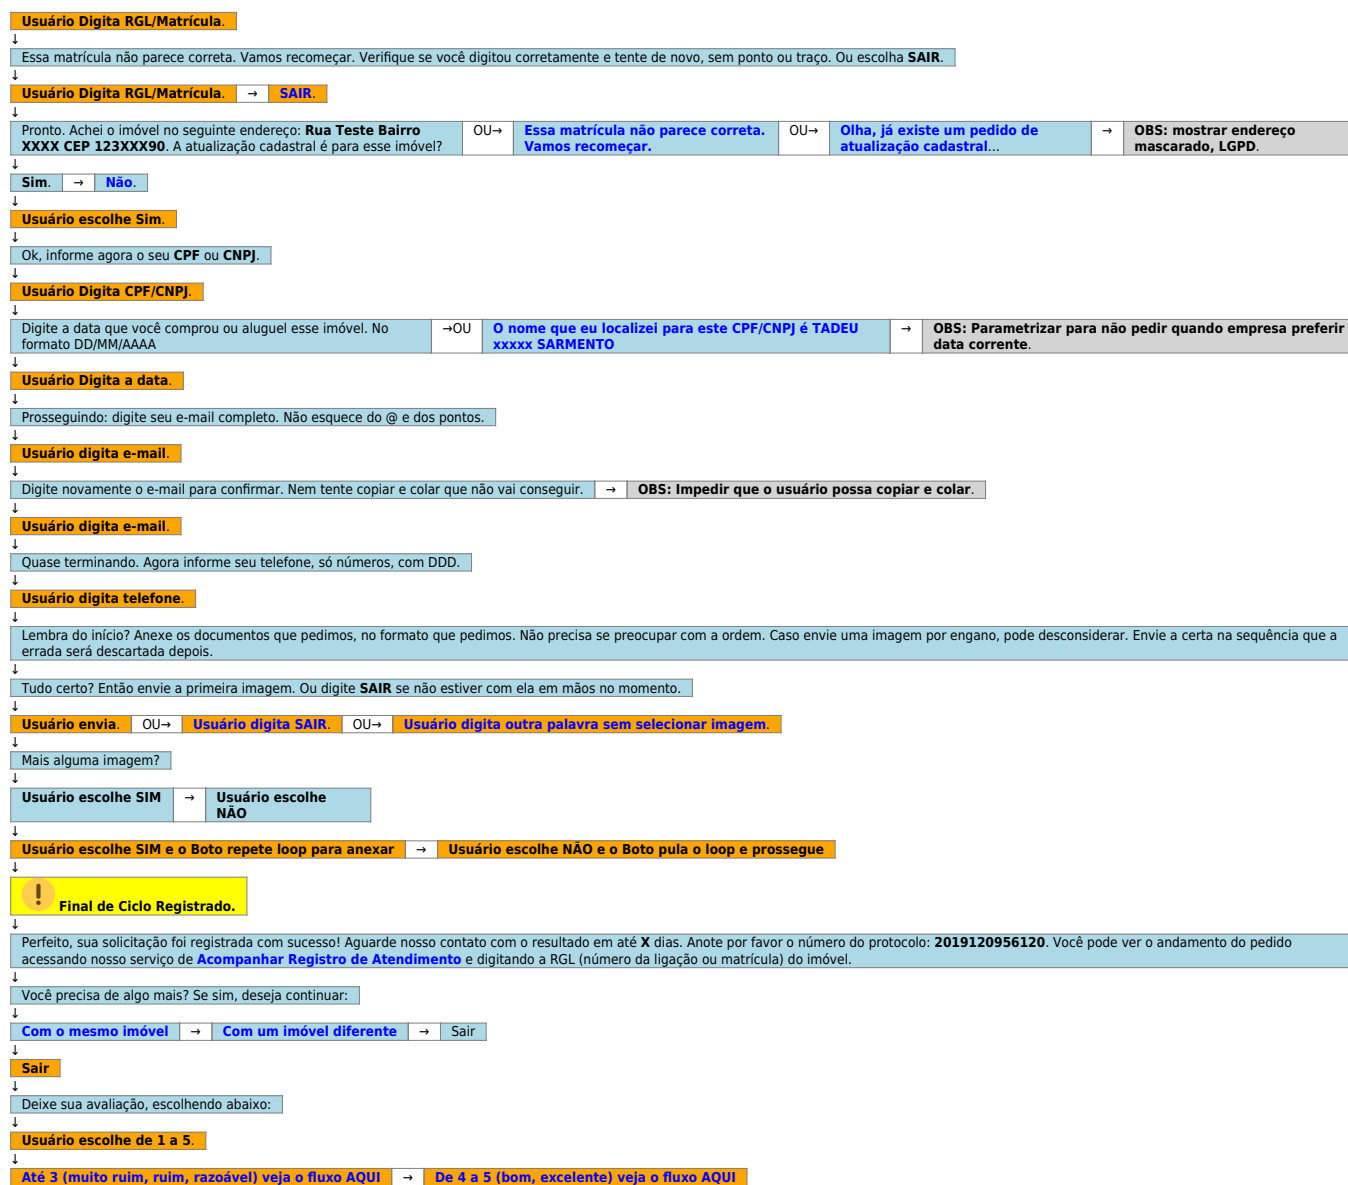 Usuário Digita RGL/Matrícula.
↓
Essa matrícula não parece correta. Vamos recomeçar. Verifique se você digitou corretamente e tente de novo, sem ponto ou traço. Ou escolha SAIR.
↓
Usuário Digita RGL/Matrícula. → SAIR.
↓
Pronto. Achei o imóvel no seguinte endereço: Rua Teste Bairro
XXXX CEP 123XXX90. A atualização cadastral é para esse imóvel?
OU→
Essa matrícula não parece correta.
Vamos recomeçar.
OU→
Olha, já existe um pedido de
atualização cadastral...
→
OBS: mostrar endereço
mascarado, LGPD.
↓
Sim. → Não.
↓
Usuário escolhe Sim.
↓
Ok, informe agora o seu CPF ou CNPJ.
↓
Usuário Digita CPF/CNPJ.
↓
Digite a data que você comprou ou aluguel esse imóvel. No
formato DD/MM/AAAA
→OU
O nome que eu localizei para este CPF/CNPJ é TADEU
xxxxx SARMENTO
→
OBS: Parametrizar para não pedir quando empresa preferir
data corrente.
↓
Usuário Digita a data.
↓
Prosseguindo: digite seu e-mail completo. Não esquece do @ e dos pontos.
↓
Usuário digita e-mail.
↓
Digite novamente o e-mail para confirmar. Nem tente copiar e colar que não vai conseguir. → OBS: Impedir que o usuário possa copiar e colar.
↓
Usuário digita e-mail.
↓
Quase terminando. Agora informe seu telefone, só números, com DDD.
↓
Usuário digita telefone.
↓
Lembra do início? Anexe os documentos que pedimos, no formato que pedimos. Não precisa se preocupar com a ordem. Caso envie uma imagem por engano, pode desconsiderar. Envie a certa na sequência que a
errada será descartada depois.
↓
Tudo certo? Então envie a primeira imagem. Ou digite SAIR se não estiver com ela em mãos no momento.
↓
Usuário envia. OU→ Usuário digita SAIR. OU→ Usuário digita outra palavra sem selecionar imagem.
↓
Mais alguma imagem?
↓
Usuário escolhe SIM → Usuário escolhe
NÃO
↓
Usuário escolhe SIM e o Boto repete loop para anexar → Usuário escolhe NÃO e o Boto pula o loop e prossegue
↓
! Final de Ciclo Registrado.
↓
Perfeito, sua solicitação foi registrada com sucesso! Aguarde nosso contato com o resultado em até X dias. Anote por favor o número do protocolo: 2019120956120. Você pode ver o andamento do pedido
acessando nosso serviço de Acompanhar Registro de Atendimento e digitando a RGL (número da ligação ou matrícula) do imóvel.
↓
Você precisa de algo mais? Se sim, deseja continuar:
↓
Com o mesmo imóvel → Com um imóvel diferente → Sair
↓
Sair
↓
Deixe sua avaliação, escolhendo abaixo:
↓
Usuário escolhe de 1 a 5.
↓
Até 3 (muito ruim, ruim, razoável) veja o fluxo AQUI → De 4 a 5 (bom, excelente) veja o fluxo AQUI